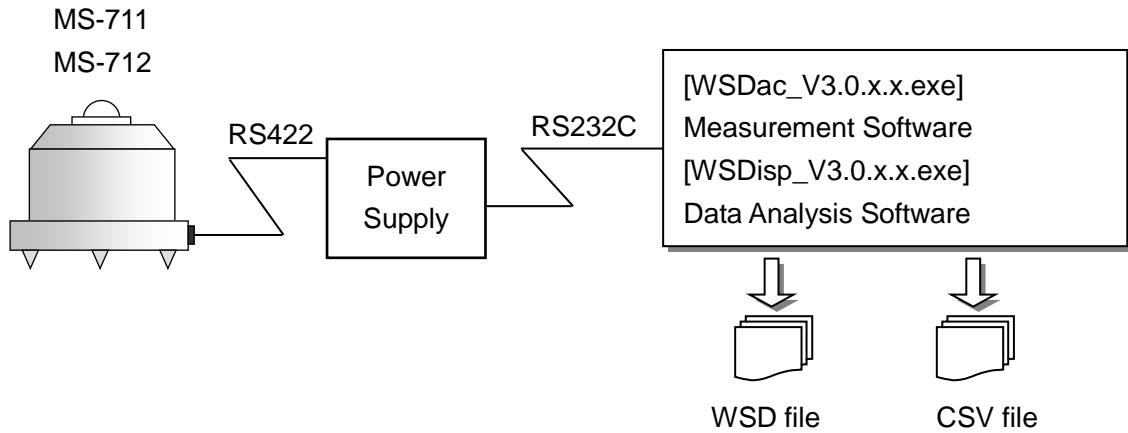 MS-711
MS-712
RS422
Power
Supply
RS232C
[WSDac_V3.0.x.x.exe]
Measurement Software
[WSDisp_V3.0.x.x.exe]
Data Analysis Software
WSD file
CSV file